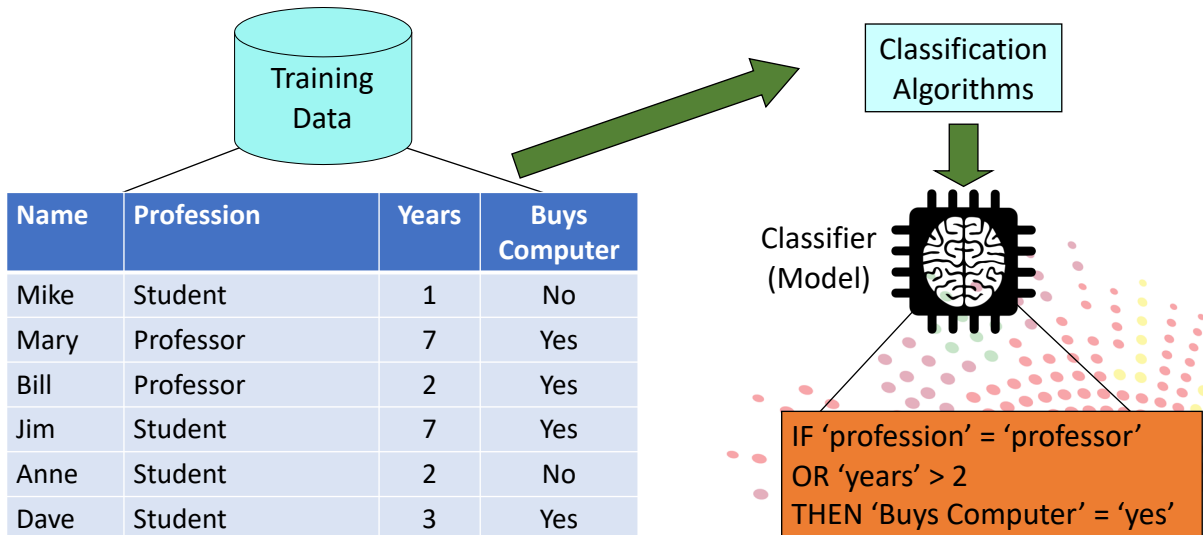 Training
Data
Classification
Algorithms
Classifier
(Model)
Name Profession Years Buys
Computer
Mike Student 1 No
Mary Professor 7 Yes
Bill Professor 2 Yes
Jim Student 7 Yes
Anne Student 2 No
Dave Student 3 Yes
IF ‘profession’ = ‘professor’
OR ‘years’ > 2
THEN ‘Buys Computer’ = ‘yes’